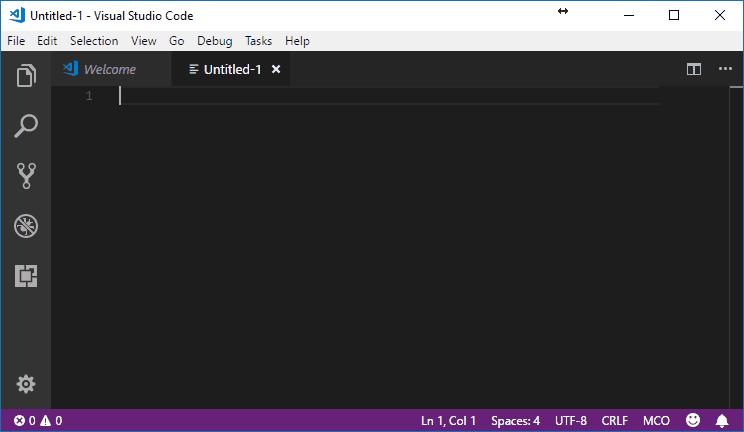 Untitled-1 - Visual Studio Code
File Edit Selection View Go Debug Tasks Help
Welcome Untitled-1
1
0 0 Ln 1, Col 1 Spaces: 4 UTF-8 CRLF MCO